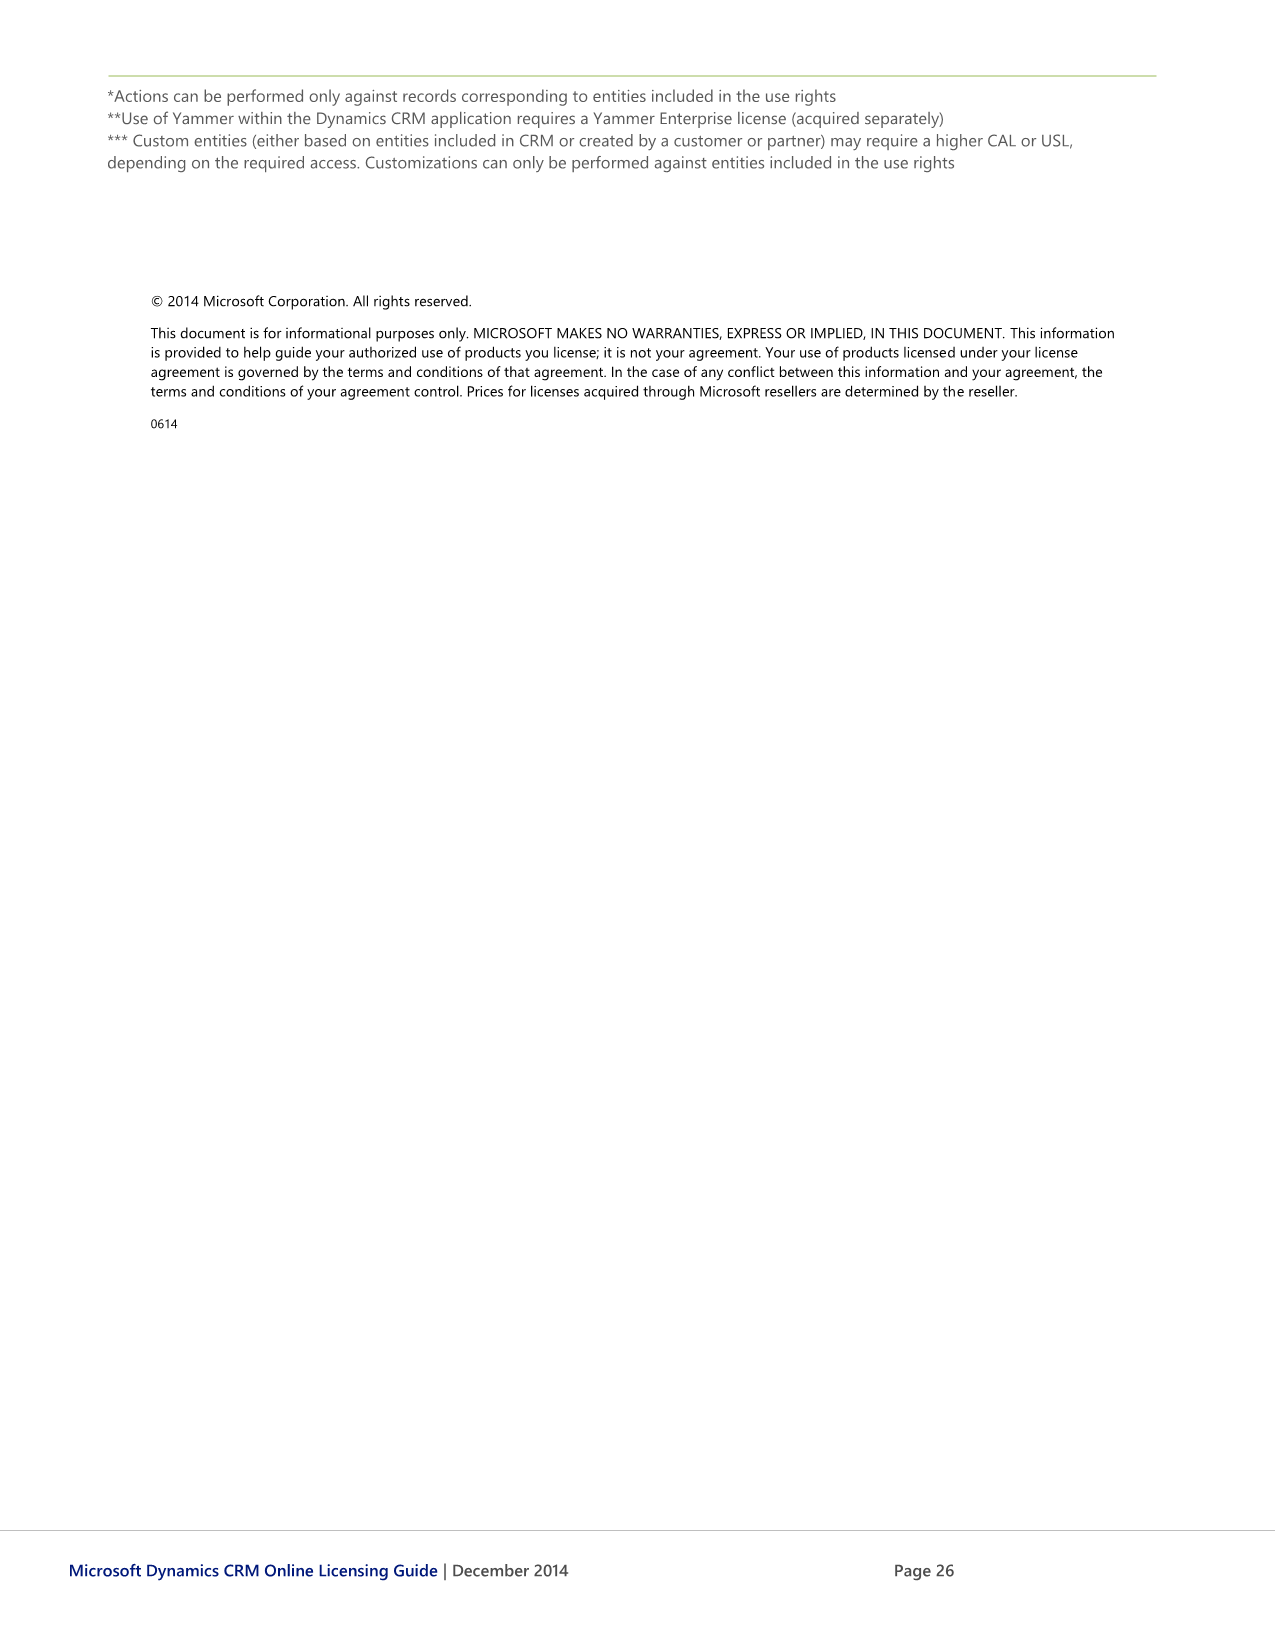 *Actions can be performed only against records corresponding to entities included in the use rights
**Use of Yammer within the Dynamics CRM application requires a Yammer Enterprise license (acquired separately)
*** Custom entities (either based on entities included in CRM or created by a customer or partner) may require a higher CAL or USL,
depending on the required access. Customizations can only be performed against entities included in the use rights
© 2014 Microsoft Corporation. All rights reserved.
This document is for informational purposes only. MICROSOFT MAKES NO WARRANTIES, EXPRESS OR IMPLIED, IN THIS DOCUMENT. This information
is provided to help guide your authorized use of products you license; it is not your agreement. Your use of products licensed under your license
agreement is governed by the terms and conditions of that agreement. In the case of any conflict between this information and your agreement, the
terms and conditions of your agreement control. Prices for licenses acquired through Microsoft resellers are determined by the reseller.
0614
Microsoft Dynamics CRM Online Licensing Guide | December 2014 Page 26